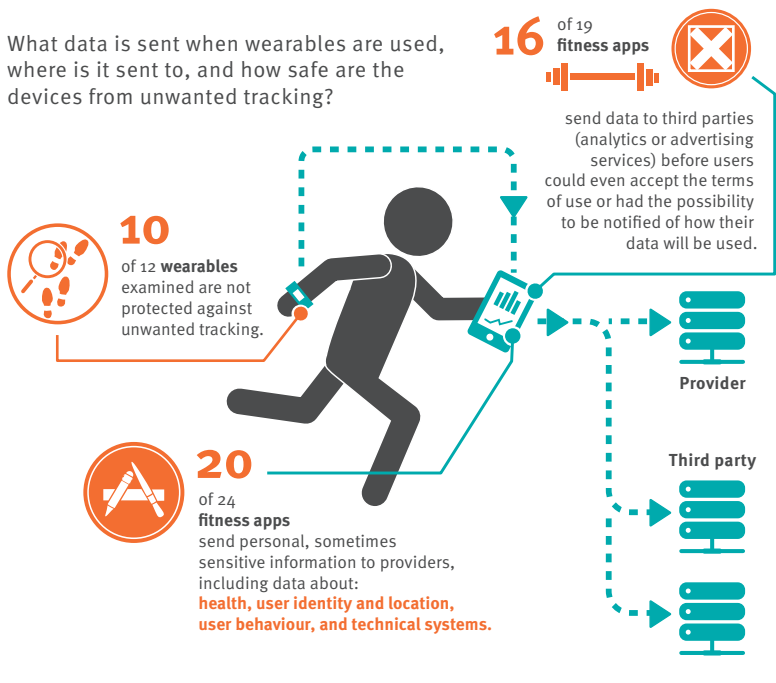 What data is sent when wearables are used,
where is it sent to, and how safe are the
devices from unwanted tracking?
16 of 19
fitness apps
send data to third parties
(analytics or advertising
services) before users
could even accept the terms
of use or had the possibility
to be notified of how their
data will be used.
10
of 12 wearables
examined are not
protected against
unwanted tracking.
Provider
Third party
20
of 24
fitness apps
send personal, sometimes
sensitive information to providers,
including data about:
health, user identity and location,
user behaviour, and technical systems.